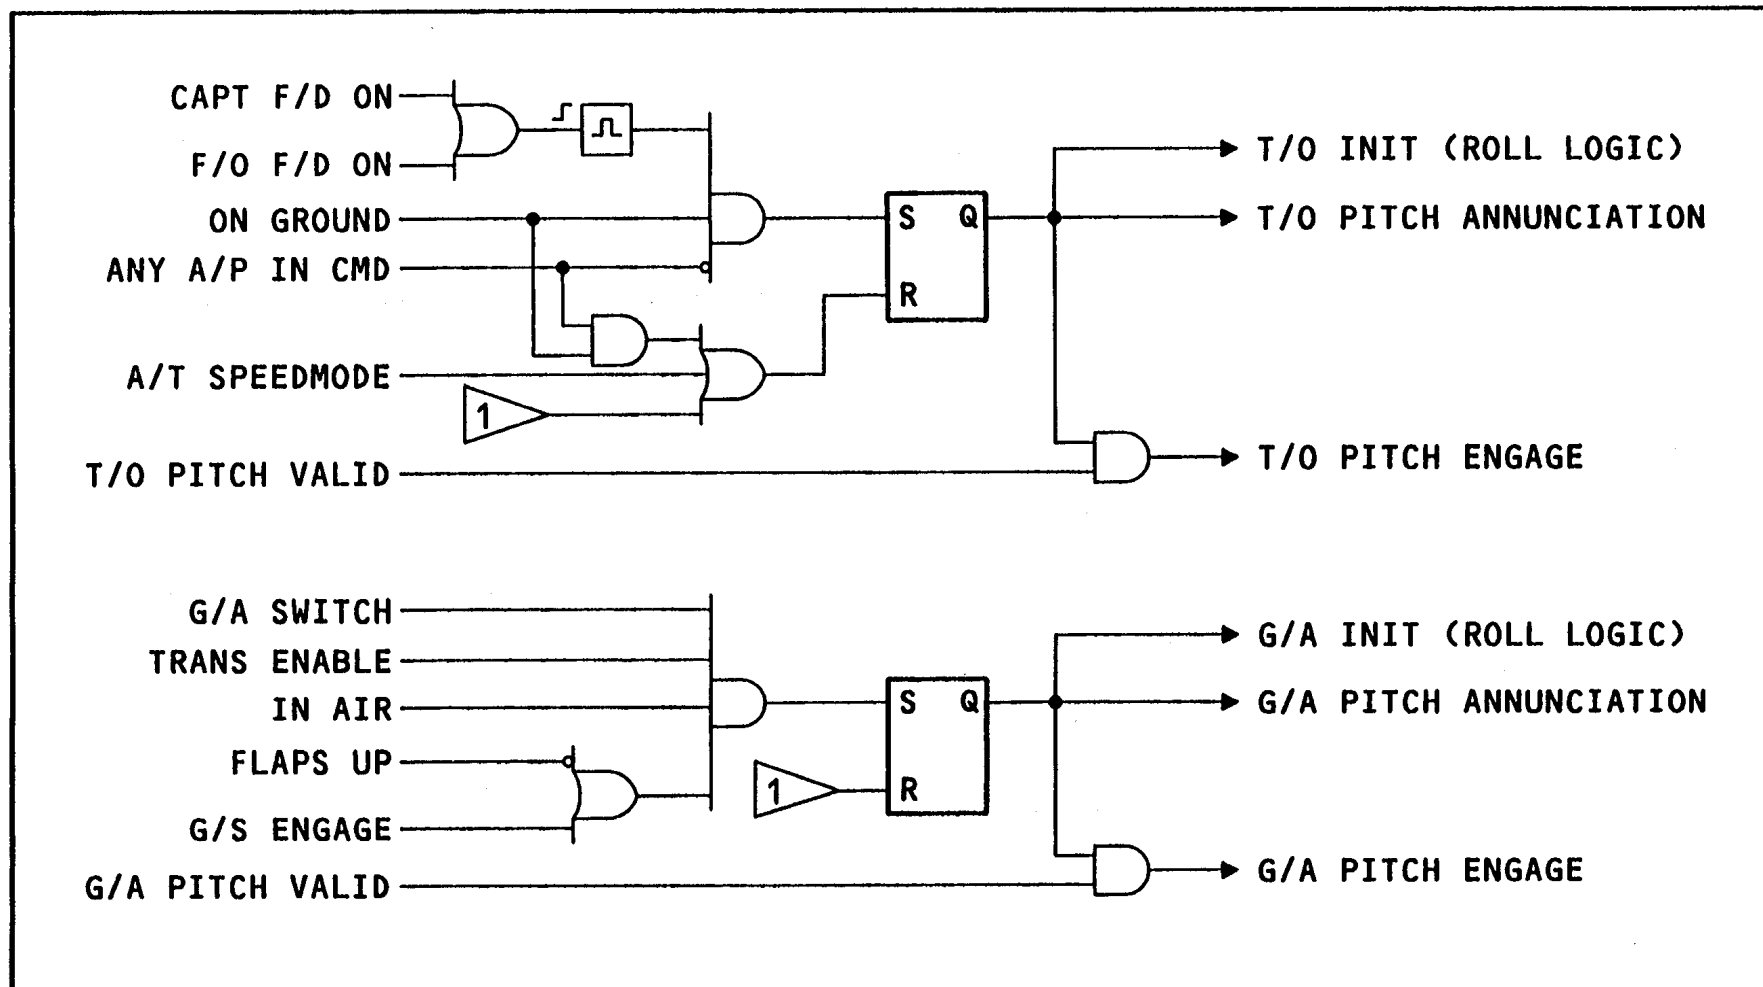 CAPT F/D ON
F/O F/D ON
ON GROUND
ANY A/P IN CMD
A/T SPEEDMODE
1
T/O PITCH VALID
S Q
R
T/O INIT (ROLL LOGIC)
T/O PITCH ANNUNCIATION
T/O PITCH ENGAGE
G/A SWITCH
TRANS ENABLE
IN AIR
FLAPS UP
G/S ENGAGE
G/A PITCH VALID
1
S Q
R
G/A INIT (ROLL LOGIC)
G/A PITCH ANNUNCIATION
G/A PITCH ENGAGE